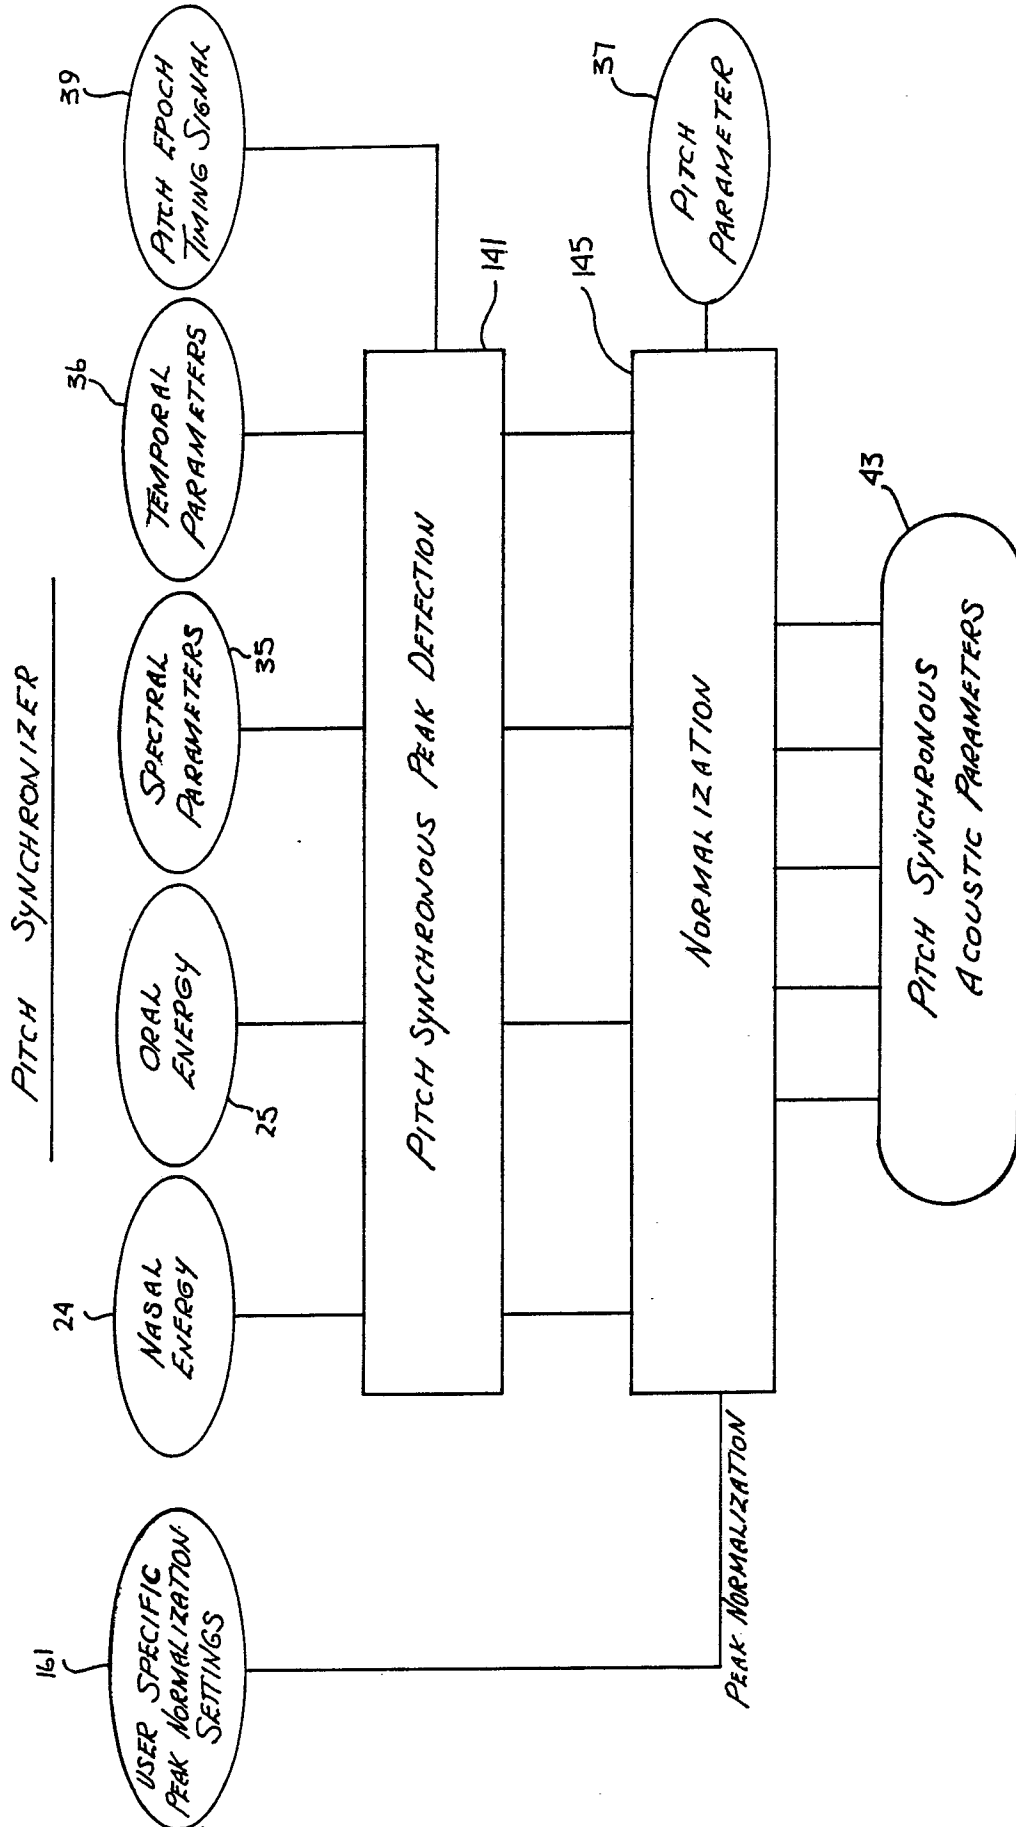 PITCH SYNCHRONIZER
161
USER SPECIFIC
PEAK NORMALIZATION
SETTINGS
24
NASAL
ENERGY
ORAL
ENERGY
25
SPECTRAL
PARAMETERS
35
36
TEMPORAL
PARAMETERS
39
PITCH EPOCH
TIMING SIGNAL
PITCH SYNCHRONOUS PEAK DETECTION
141
NORMALIZATION
145
PEAK NORMALIZATION
37
PITCH
PARAMETER
PITCH SYNCHRONOUS
ACOUSTIC PARAMETERS
43